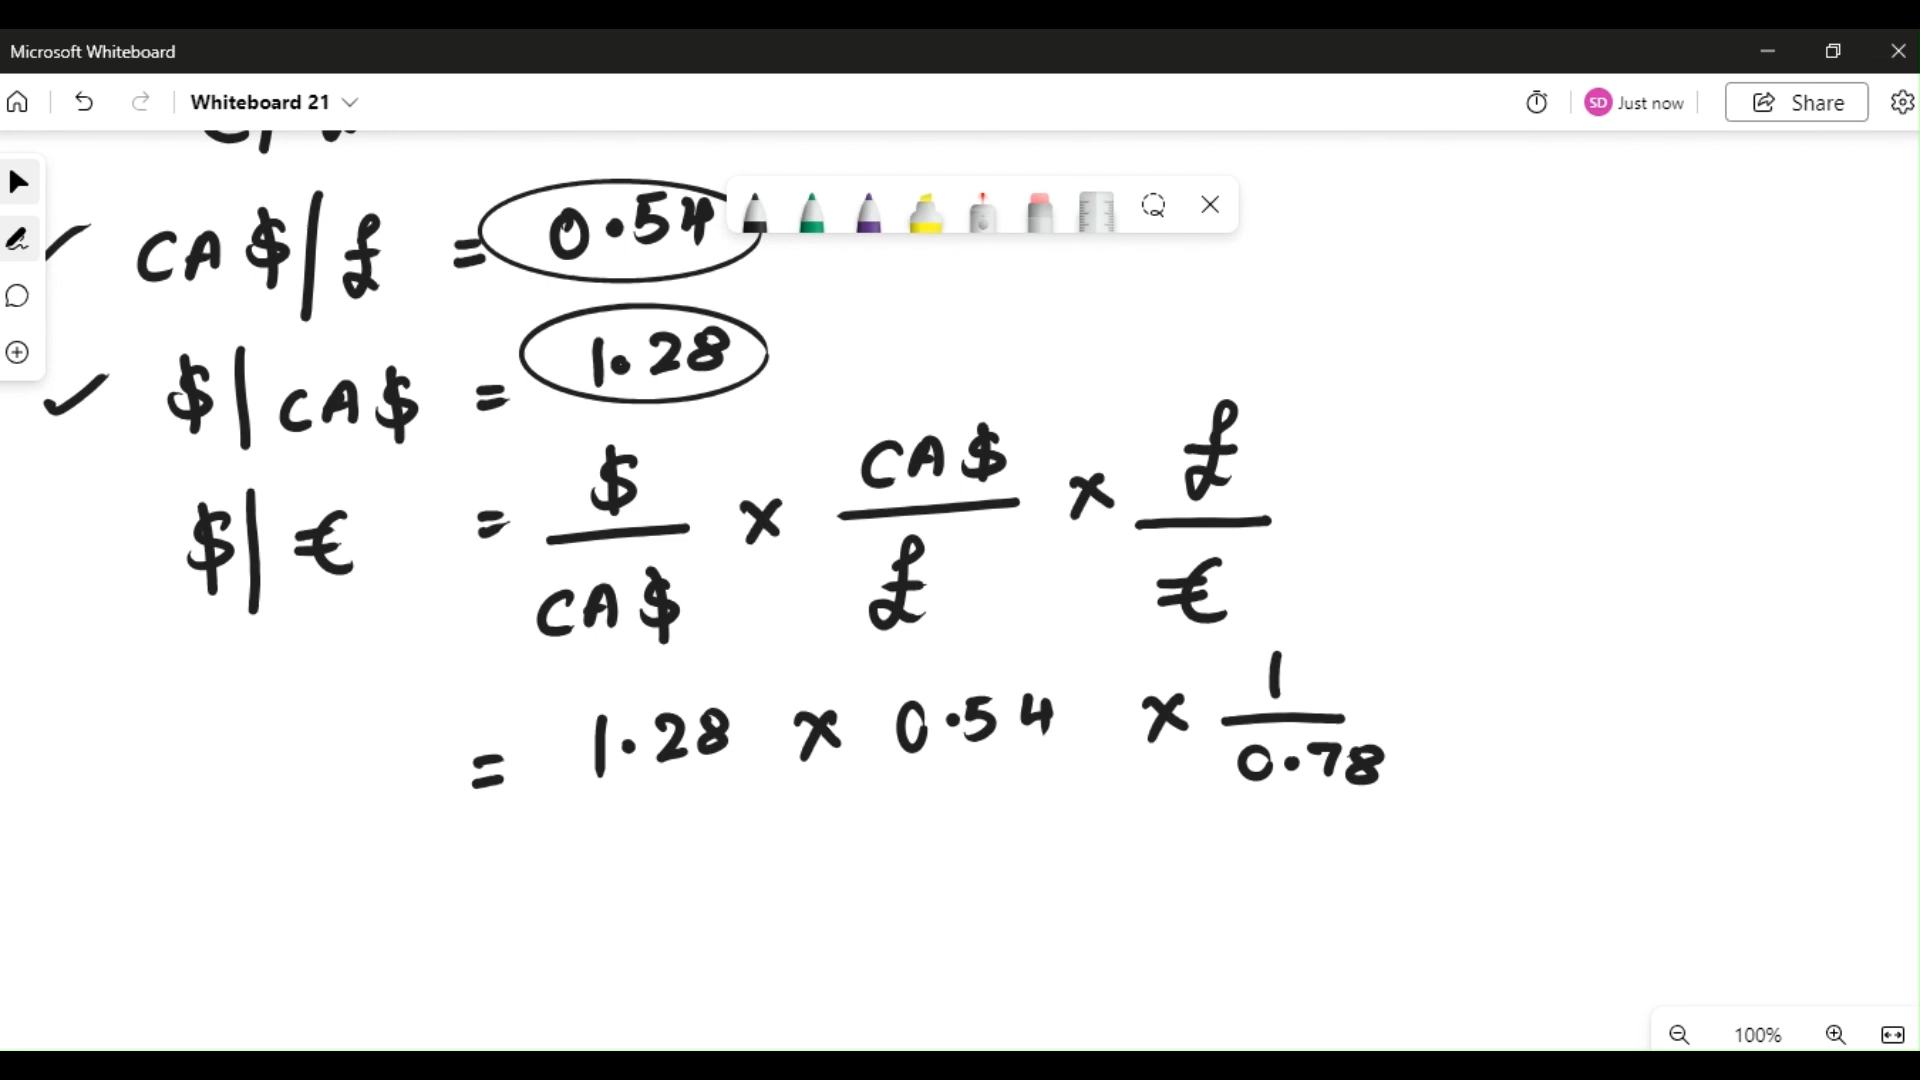 Microsoft Whiteboard
Whiteboard 21
SD Just now
Share
CA$/£ = 0.54
$/CA$ = 1.28
$/€ = $/CA$ × CA$/£ × £/€
= 1.28 × 0.54 × 1/0.78
100%